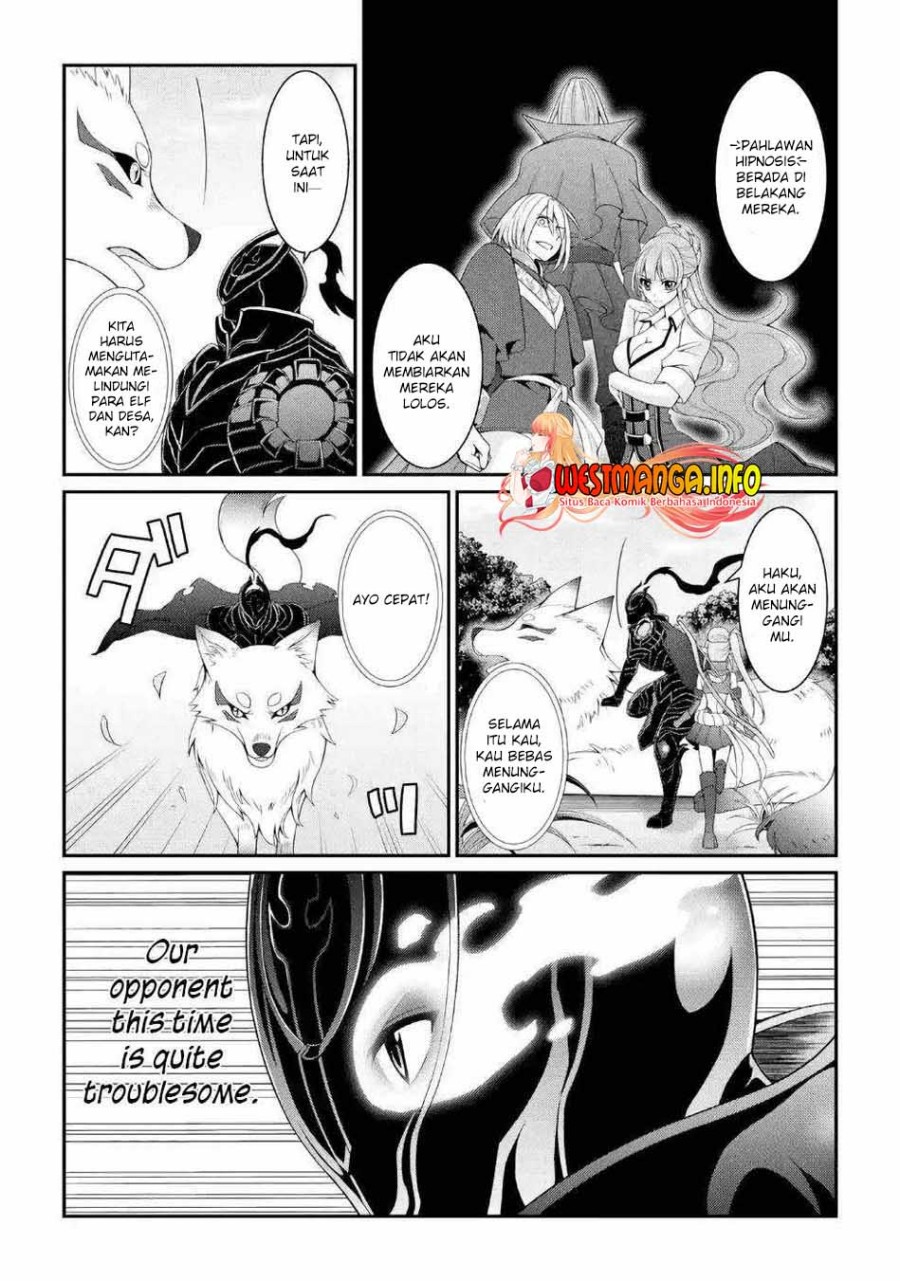 -÷PAHLAWAN
HIPNOSIS÷-
BERADA DI
BELAKANG
MEREKA.
AKU
TIDAK AKAN
MEMBIARKAN
MEREKA
LOLOS.
TAPI,
UNTUK
SAAT
INI—
KITA
HARUS
MENGUTA-
MAKAN ME-
LINDUNGI
PARA ELF
DAN DESA,
KAN?
WESTMANGA.INFO
Situs Baca Komik Berbahasa Indonesia
HAKU,
AKU AKAN
MENUNG-
GANGI
MU.
SELAMA
ITU KAU,
KAU BEBAS
MENUNG-
GANGIKU.
AYO CEPAT!
ダッ
Our
opponent
this time
is quite
troublesome.